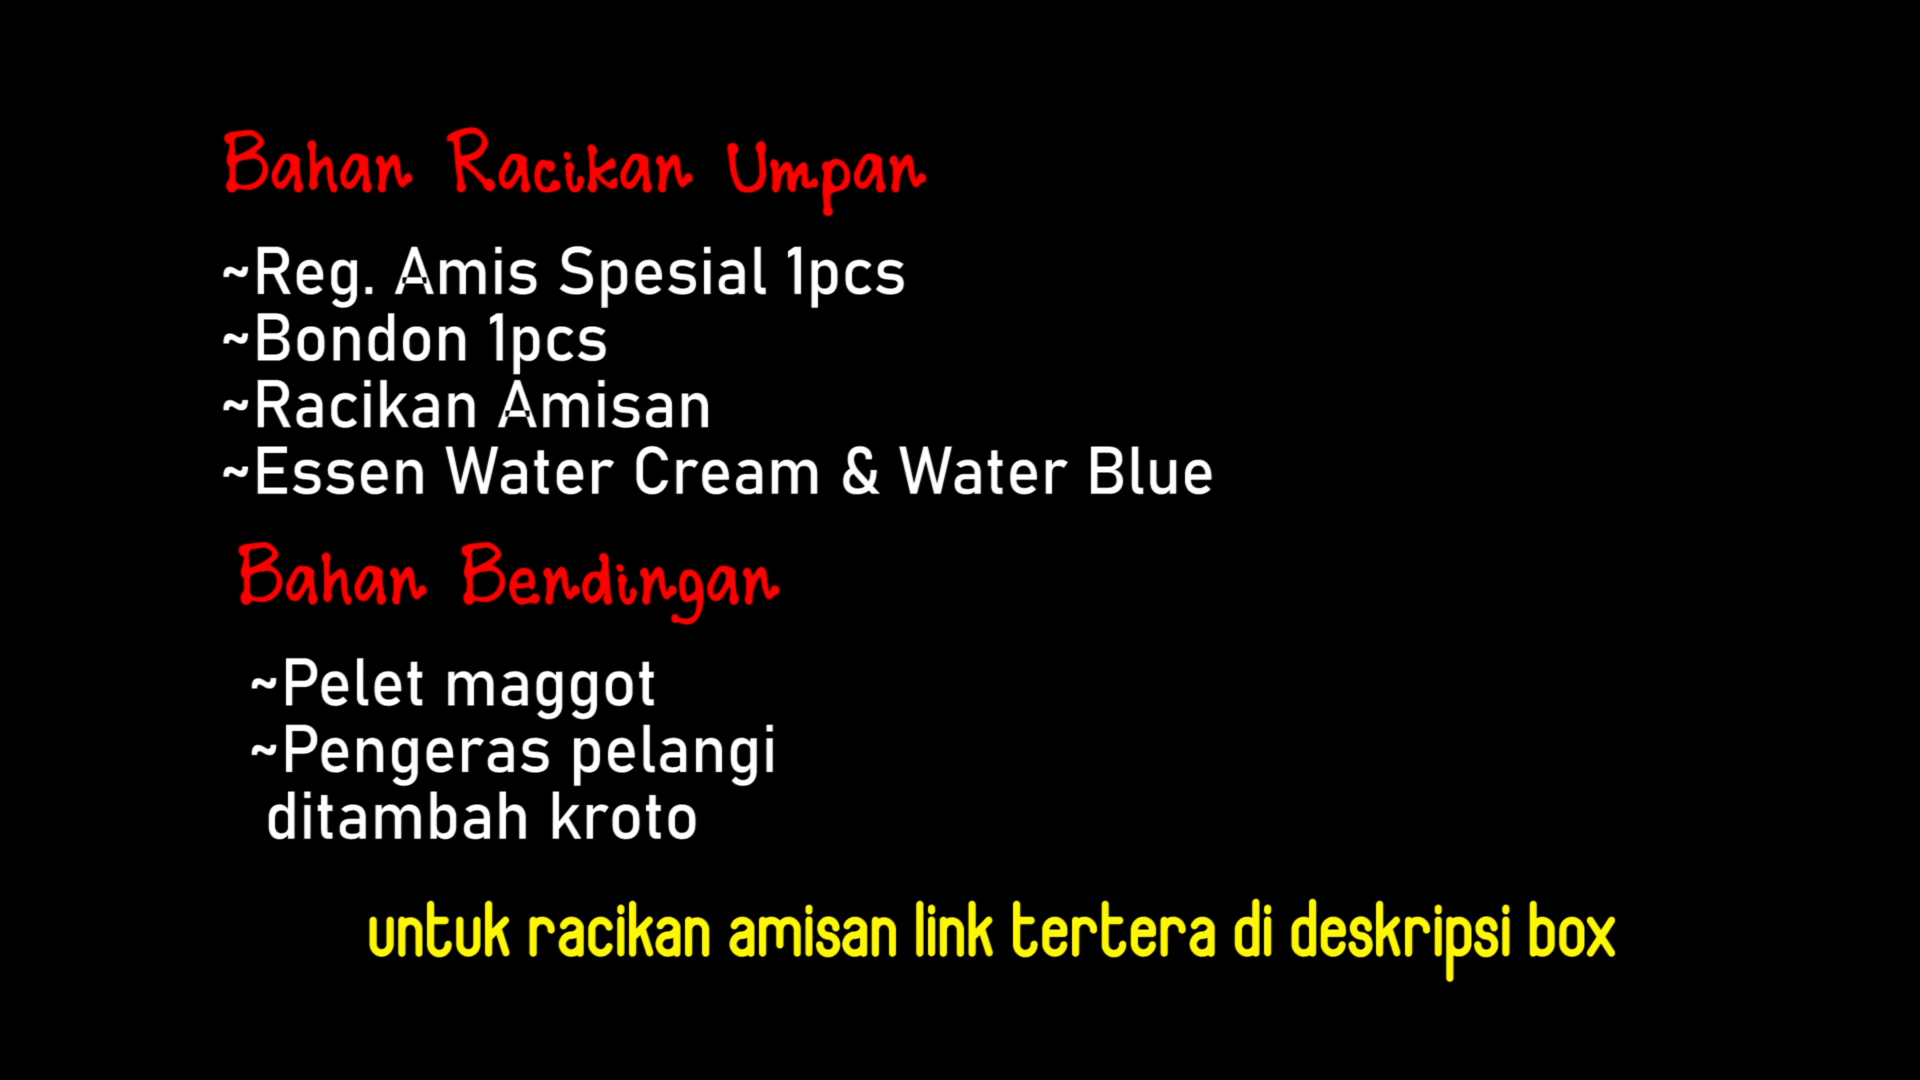 Bahan Racikan Umpan
~Reg. Amis Spesial 1pcs
~Bondon 1pcs
~Racikan Amisan
~Essen Water Cream & Water Blue
Bahan Bendingan
~Pelet maggot
~Pengeras pelangi
ditambah kroto
untuk racikan amisan link tertera di deskripsi box